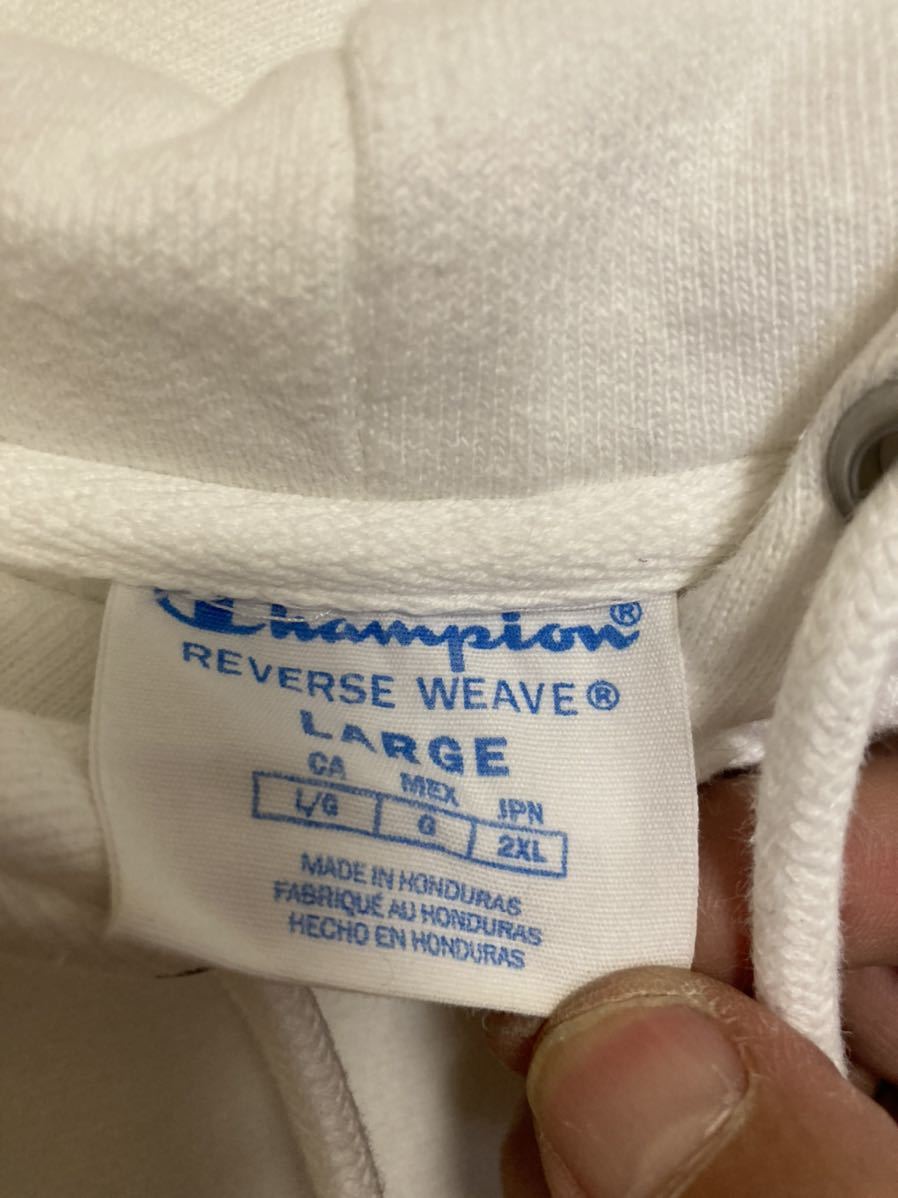 Champion®
REVERSE WEAVE®
LARGE
CA MEX JPN
L/G G 2XL
MADE IN HONDURAS
FABRIQUÉ AU HONDURAS
HECHO EN HONDURAS